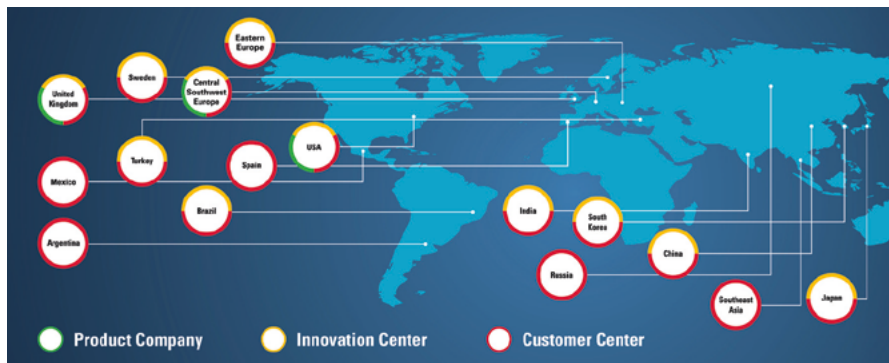 Eastern
Europe
Sweden
Central
Southwest
Europe
United
Kingdom
USA
Turkey
Spain
Mexico
Brazil
India
South
Korea
Argentina
China
Russia
Southeast
Asia
Japan
Product Company
Innovation Center
Customer Center